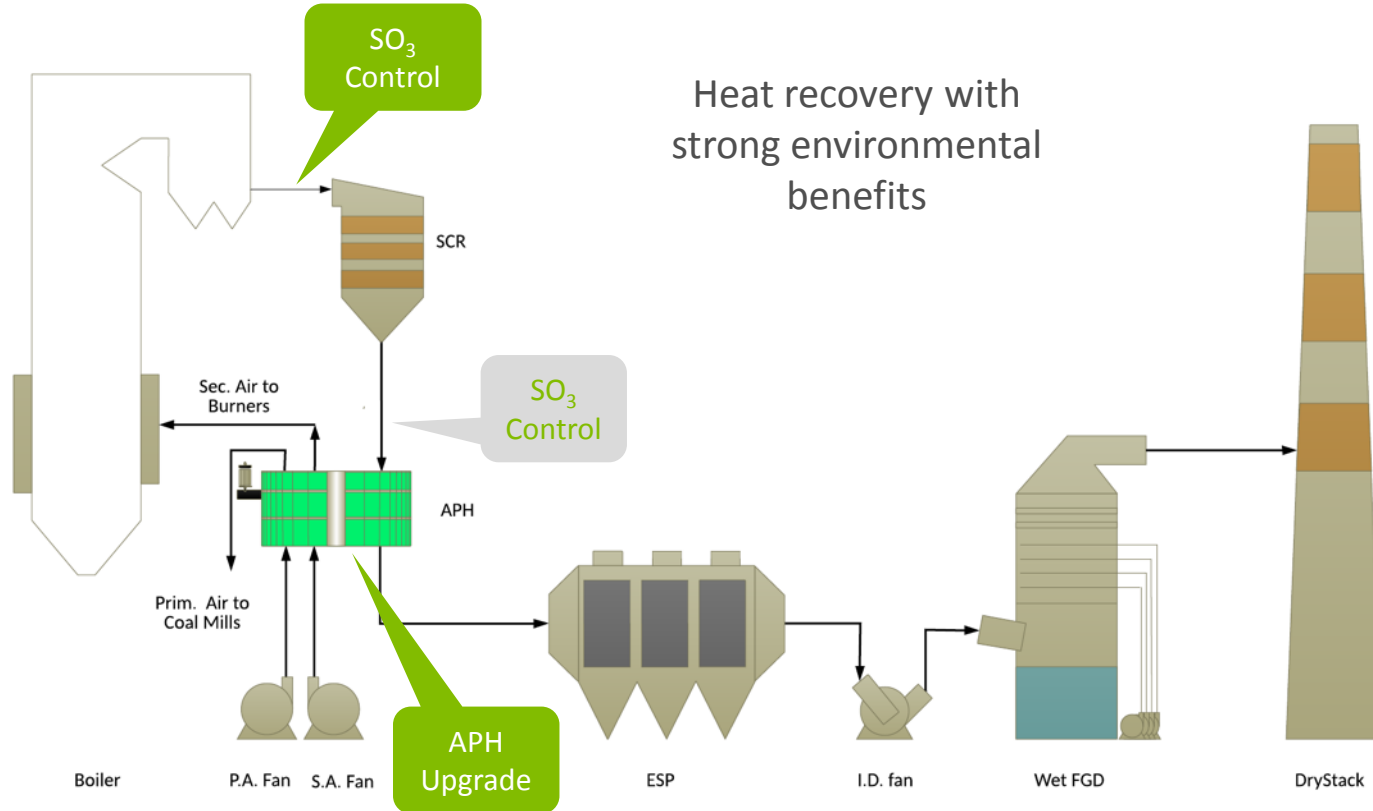 SO₃
Control
Heat recovery with
strong environmental
benefits
SCR
Sec. Air to
Burners
SO₃
Control
APH
Prim. Air to
Coal Mills
APH
Upgrade
Boiler
P.A. Fan
S.A. Fan
ESP
I.D. fan
Wet FGD
DryStack